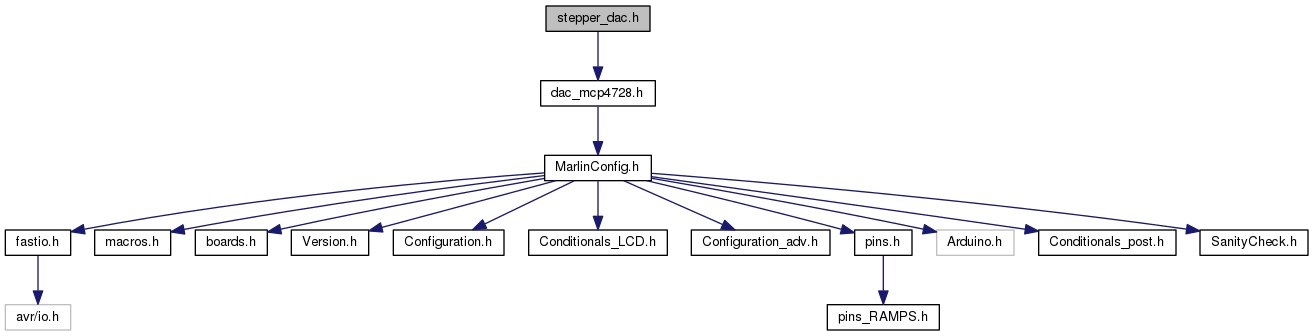 stepper_dac.h
dac_mcp4728.h
MarlinConfig.h
fastio.h
macros.h
boards.h
Version.h
Configuration.h
Conditionals_LCD.h
Configuration_adv.h
pins.h
Arduino.h
Conditionals_post.h
SanityCheck.h
avr/io.h
pins_RAMPS.h